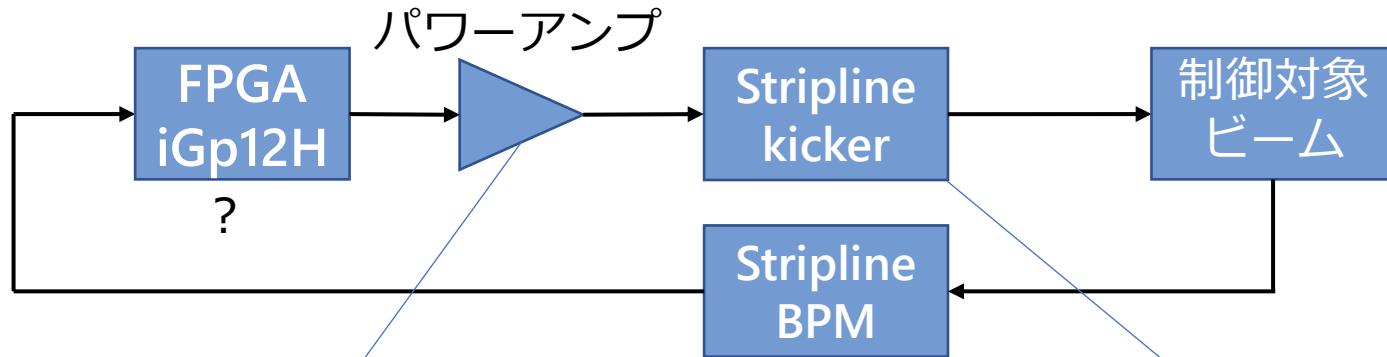 パワーアンプ
FPGA
iGp12H
?
Stripline
kicker
制御対象
ビーム
Stripline
BPM